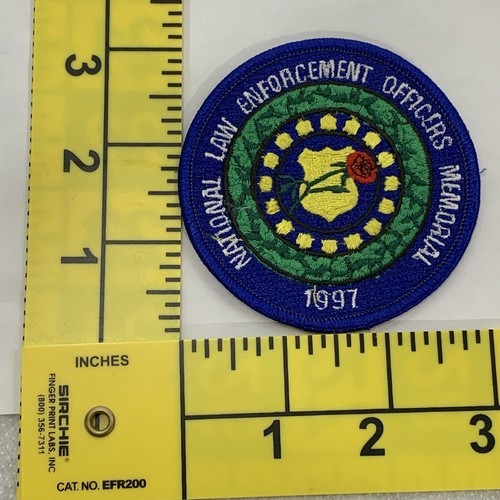 NATIONAL LAW ENFORCEMENT OFFICERS MEMORIAL
1997
3
2
1
INCHES
SIRCHIE
FINGER PRINT LABS, INC
(800) 356-7311
CAT. NO. EFR200
1
2
3